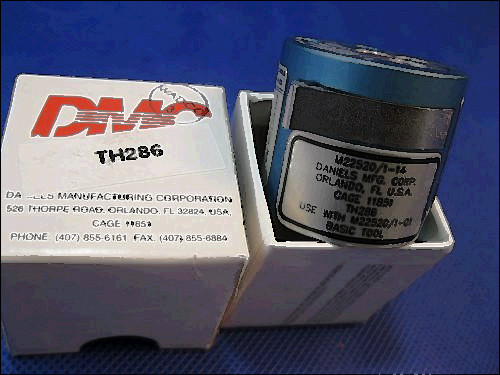 DMC
TH286
DANIELS MANUFACTURING CORPORATION
526 THORPE ROAD, ORLANDO, FL 32824, USA,
CAGE 11851
PHONE: (407) 855-6161 FAX. (407) 855-6884
M22520/1-14
DANIELS MFG. CORP.
ORLANDO, FL U.S.A.
CAGE 11851
TH286
USE WITH M22520/1-01
BASIC TOOL